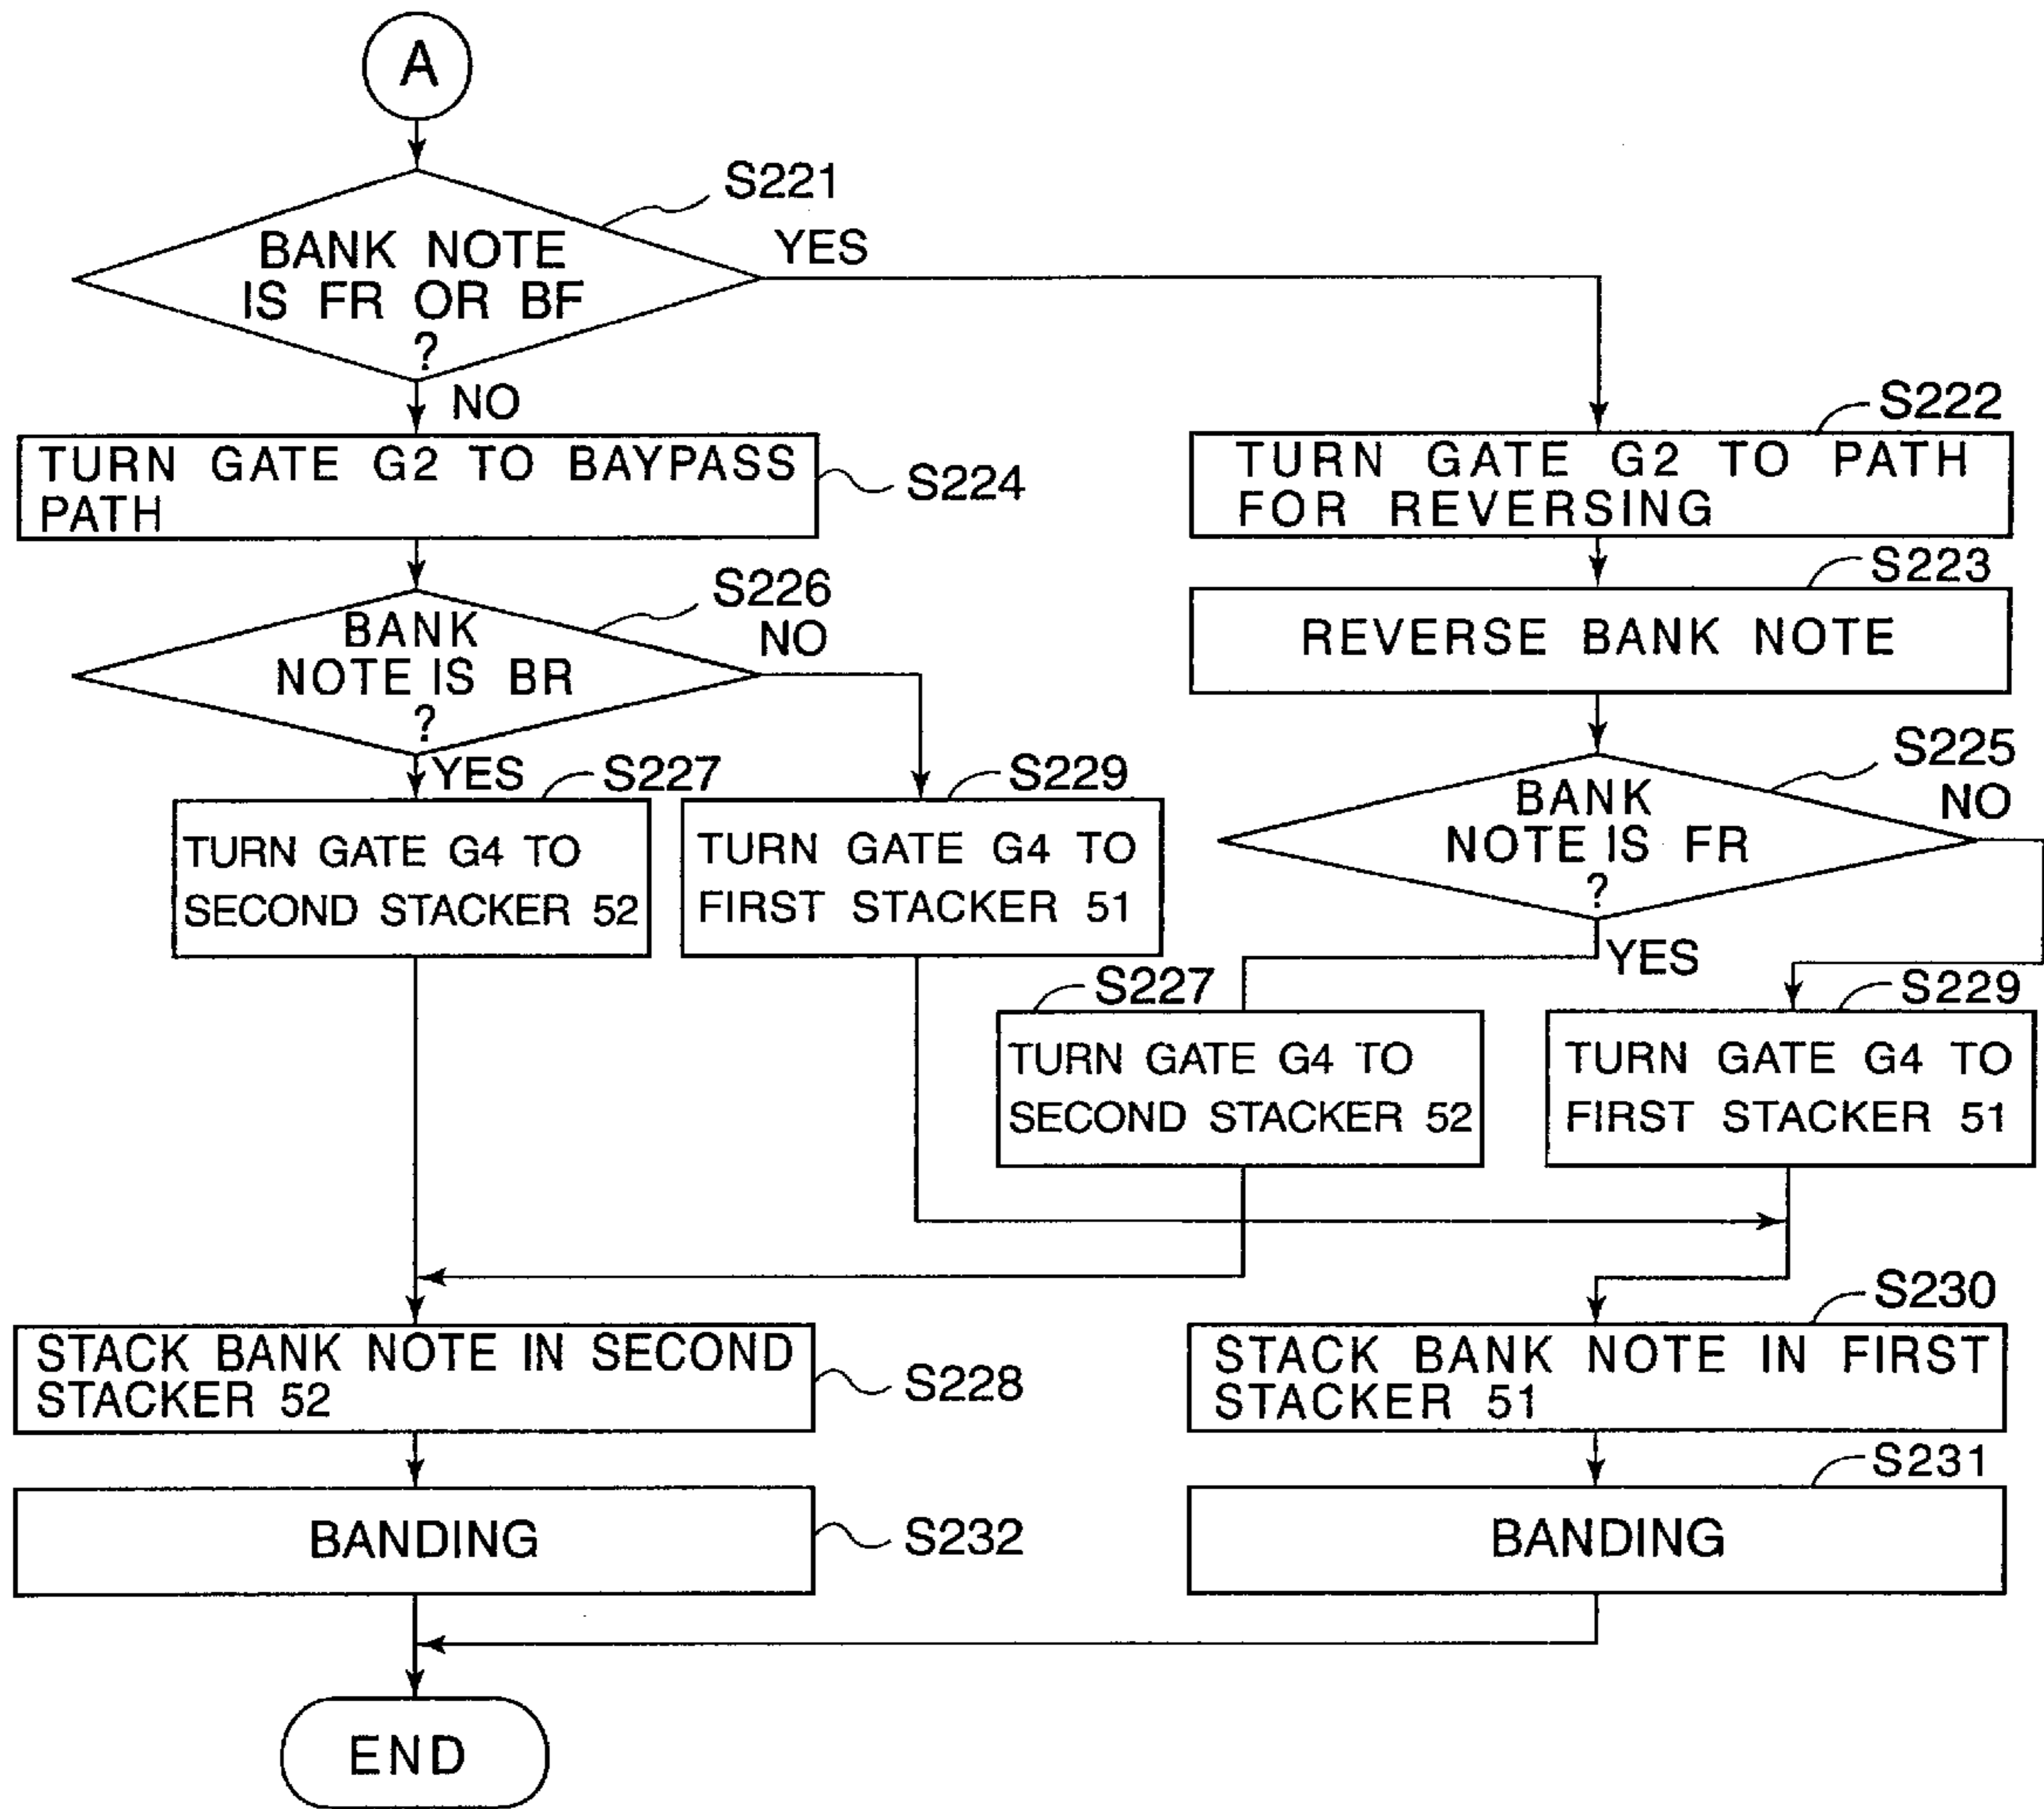 A
S221
BANK NOTE
IS FR OR BF
?
YES
NO
S222
TURN GATE G2 TO BAYPASS
PATH
S224
TURN GATE G2 TO PATH
FOR REVERSING
S223
REVERSE BANK NOTE
S226
BANK
NOTE IS BR
?
NO
YES
S225
BANK
NOTE IS FR
?
NO
YES
S227
TURN GATE G4 TO
SECOND STACKER 52
S229
TURN GATE G4 TO
FIRST STACKER 51
S227
TURN GATE G4 TO
SECOND STACKER 52
S229
TURN GATE G4 TO
FIRST STACKER 51
STACK BANK NOTE IN SECOND
STACKER 52
S228
S230
STACK BANK NOTE IN FIRST
STACKER 51
BANDING
S232
S231
BANDING
END